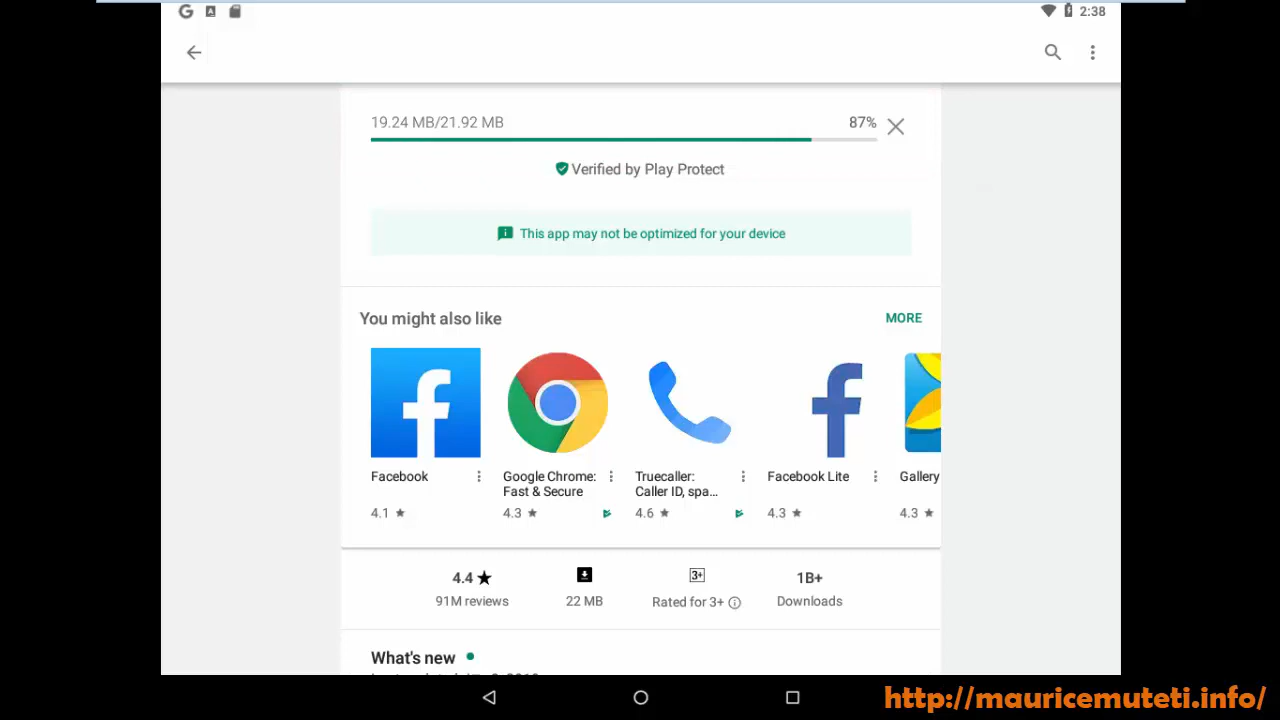 2:38
19.24 MB/21.92 MB 87%
Verified by Play Protect
This app may not be optimized for your device
You might also like MORE
Facebook Google Chrome: Truecaller: Facebook Lite Gallery
Fast & Secure Caller ID, spa...
4.1 ★ 4.3 ★ 4.6 ★ 4.3 ★ 4.3 ★
4.4 ★ 3+ 1B+
91M reviews 22 MB Rated for 3+ Downloads
What's new
http://mauricemuteti.info/